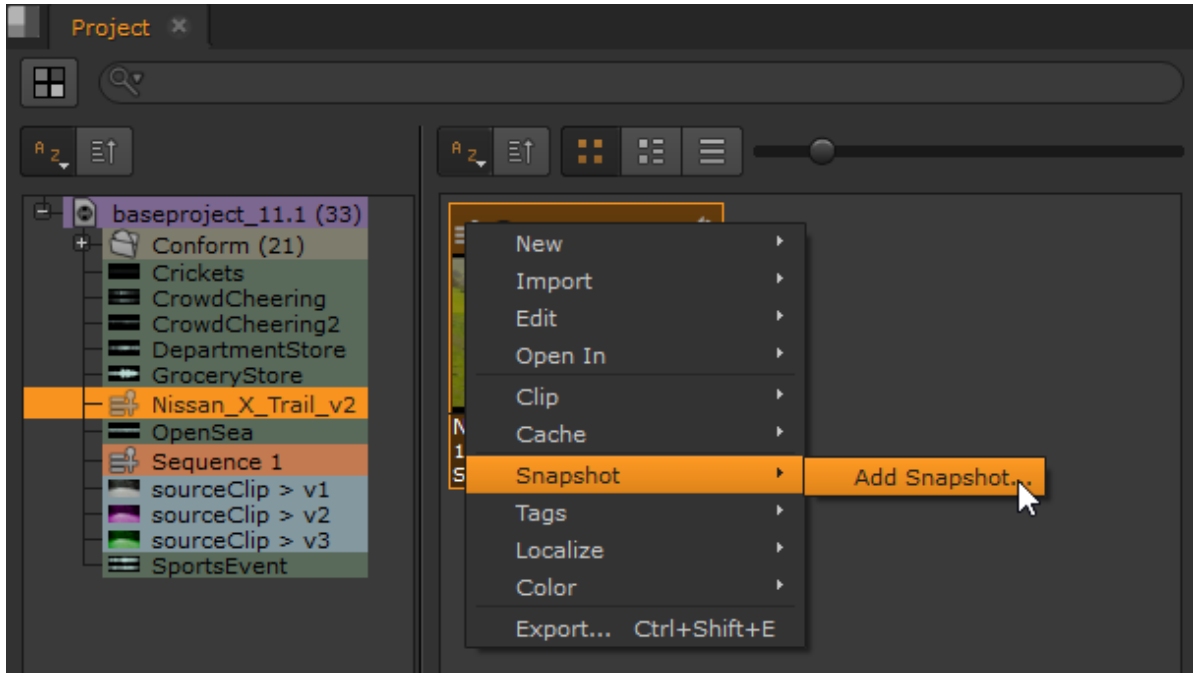 Project
A Z
A Z
baseproject_11.1 (33)
Conform (21)
Crickets
CrowdCheering
CrowdCheering2
DepartmentStore
GroceryStore
Nissan_X_Trail_v2
OpenSea
Sequence 1
sourceClip > v1
sourceClip > v2
sourceClip > v3
SportsEvent
N
1
S
New
Import
Edit
Open In
Clip
Cache
Snapshot
Add Snapshot...
Tags
Localize
Color
Export... Ctrl+Shift+E